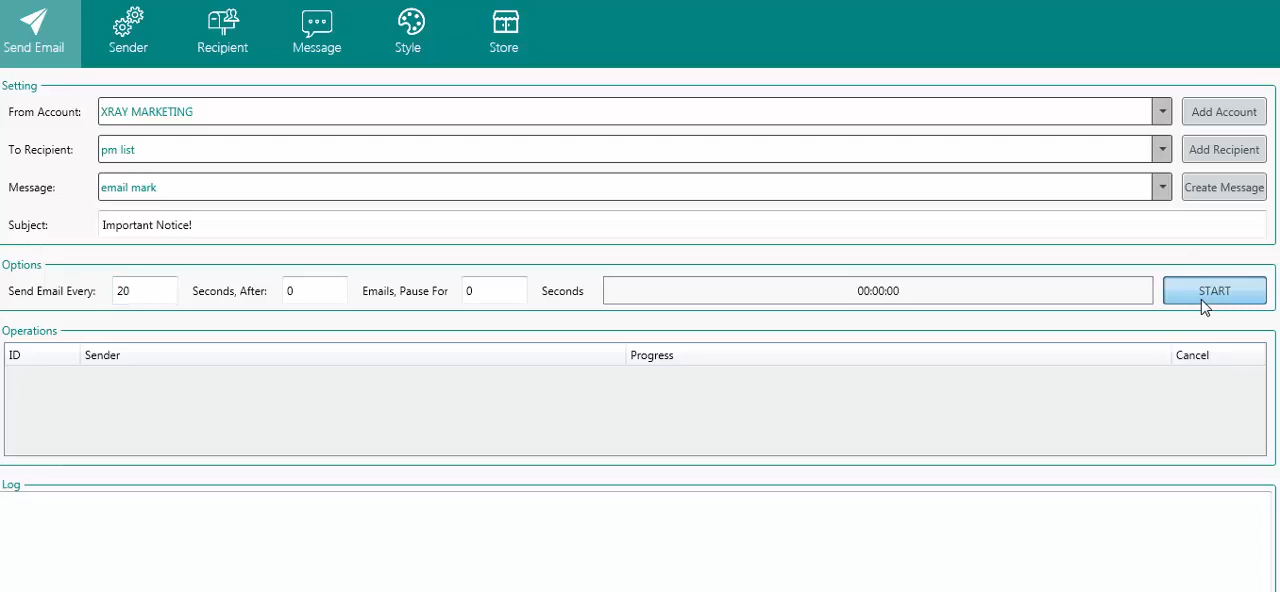 Send Email Sender Recipient Message Style Store
Setting
From Account: XRAY MARKETING Add Account
To Recipient: pm list Add Recipient
Message: email mark Create Message
Subject: Important Notice!
Options
Send Email Every: 20 Seconds, After: 0 Emails, Pause For 0 Seconds 00:00:00 START
Operations
ID Sender Progress Cancel
Log